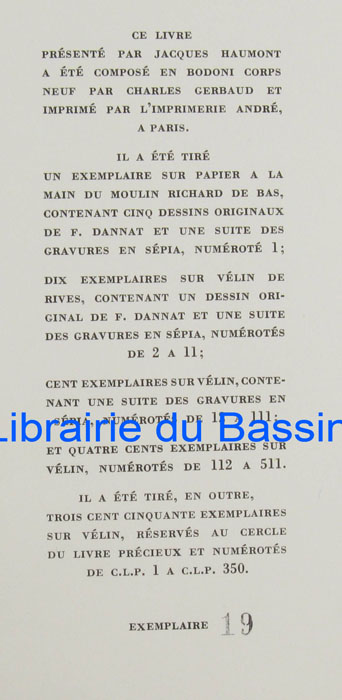 CE LIVRE
PRÉSENTÉ PAR JACQUES HAUMONT
A ÉTÉ COMPOSÉ EN BODONI CORPS
NEUF PAR CHARLES GERBAUD ET
IMPRIMÉ PAR L'IMPRIMERIE ANDRÉ,
A PARIS.
IL A ÉTÉ TIRÉ
UN EXEMPLAIRE SUR PAPIER A LA
MAIN DU MOULIN RICHARD DE BAS,
CONTENANT CINQ DESSINS ORIGINAUX
DE F. DANNAT ET UNE SUITE DES
GRAVURES EN SÉPIA, NUMÉROTÉ 1;
DIX EXEMPLAIRES SUR VÉLIN DE
RIVES, CONTENANT UN DESSIN ORI-
GINAL DE F. DANNAT ET UNE SUITE
DES GRAVURES EN SÉPIA, NUMÉROTÉS
DE 2 A 11;
CENT EXEMPLAIRES SUR VÉLIN, CONTE-
NANT UNE SUITE DES GRAVURES EN
SÉPIA, NUMÉROTÉS DE 12 A 111;
Librairie du Bassin
ET QUATRE CENTS EXEMPLAIRES SUR
VÉLIN, NUMÉROTÉS DE 112 A 511.
IL A ÉTÉ TIRÉ, EN OUTRE,
TROIS CENT CINQUANTE EXEMPLAIRES
SUR VÉLIN, RÉSERVÉS AU CERCLE
DU LIVRE PRÉCIEUX ET NUMÉROTÉS
DE C.L.P. 1 A C.L.P. 350.
EXEMPLAIRE 19